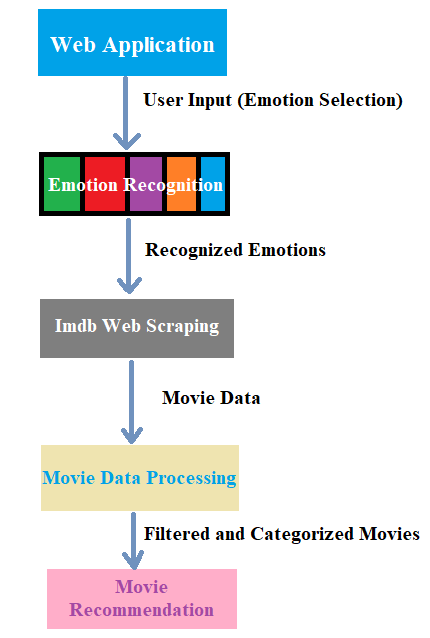 Web Application
User Input (Emotion Selection)
Emotion Recognition
Recognized Emotions
Imdb Web Scraping
Movie Data
Movie Data Processing
Filtered and Categorized Movies
Movie
Recommendation